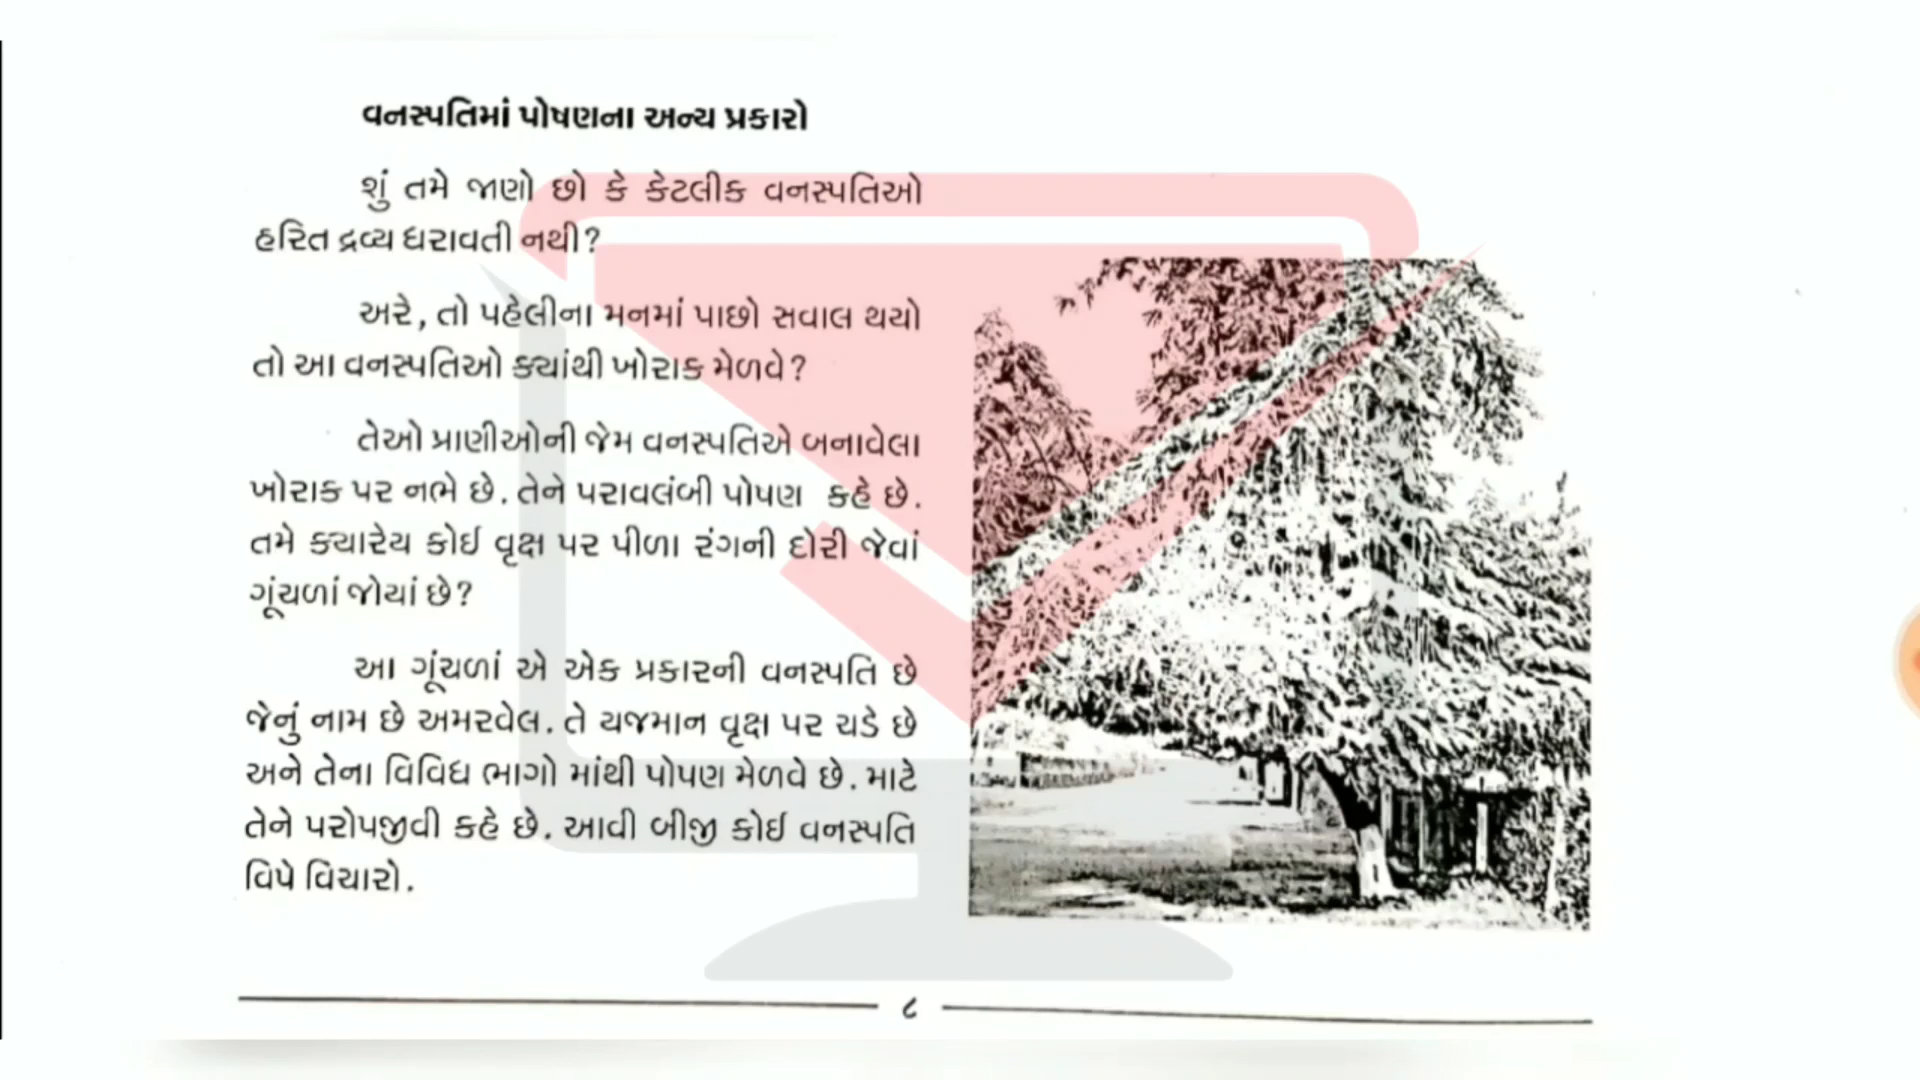 વનસ્પતિમાં પોષણના અન્ય પ્રકારો
શું તમે જાણો છો કે કેટલીક વનસ્પતિઓ
હરિત દ્રવ્ય ધરાવતી નથી?
અરે, તો પહેલીના મનમાં પાછો સવાલ થયો
તો આ વનસ્પતિઓ ક્યાંથી ખોરાક મેળવે?
તેઓ પ્રાણીઓની જેમ વનસ્પતિએ બનાવેલા
ખોરાક પર નભે છે. તેને પરાવલંબી પોષણ કહે છે.
તમે ક્યારેય કોઈ વૃક્ષ પર પીળા રંગની દોરી જેવાં
ગૂંચળાં જોયાં છે?
આ ગૂંચળાં એ એક પ્રકારની વનસ્પતિ છે
જેનું નામ છે અમરવેલ. તે યજમાન વૃક્ષ પર ચડે છે
અને તેના વિવિધ ભાગો માંથી પોષણ મેળવે છે. માટે
તેને પરોપજીવી કહે છે. આવી બીજી કોઈ વનસ્પતિ
વિષે વિચારો.
૮